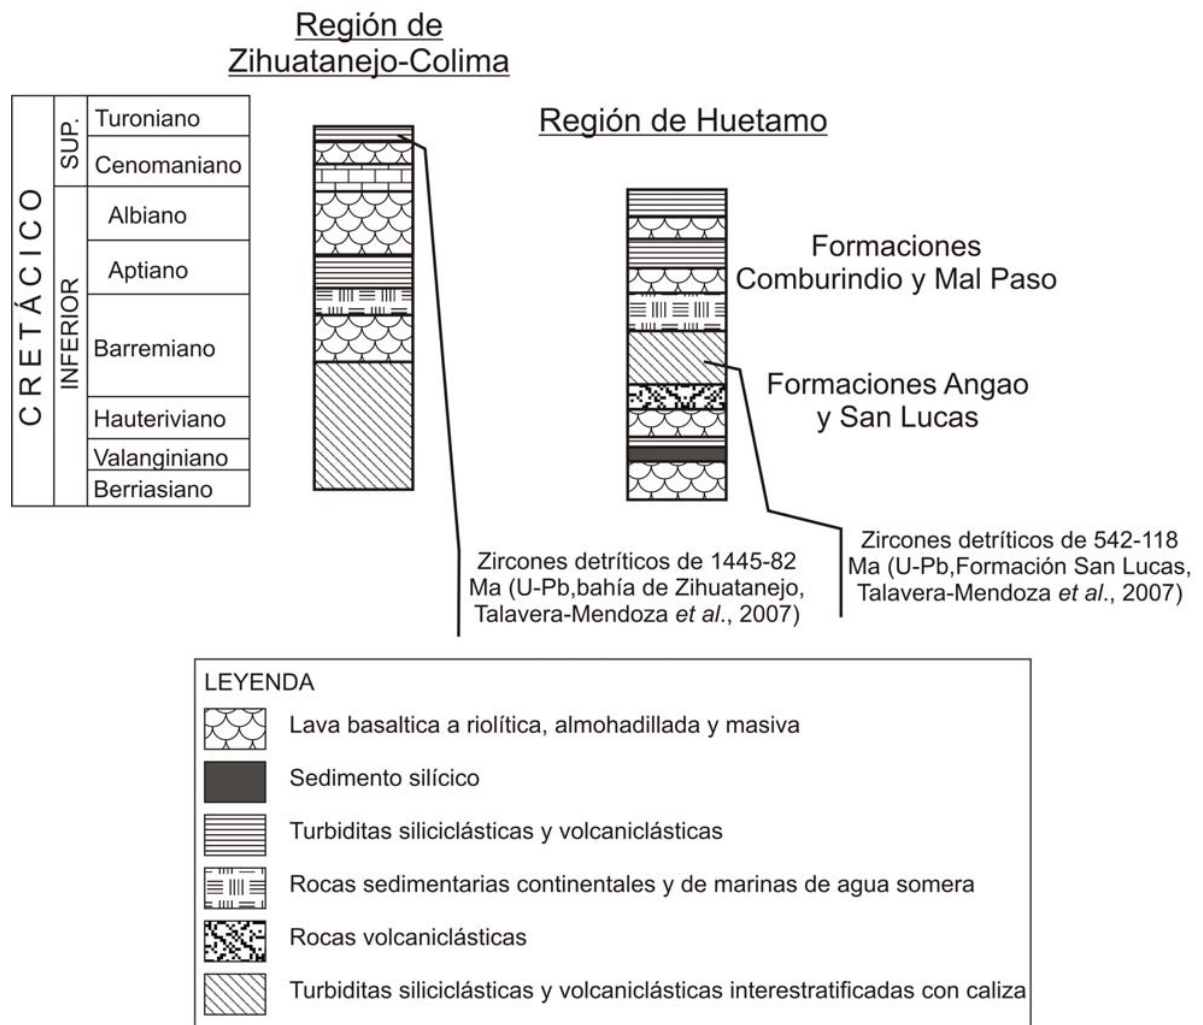 Región de
Zihuatanejo-Colima
Región de Huetamo
CRETÁCICO
SUP.
INFERIOR
Turoniano
Cenomaniano
Albiano
Aptiano
Barremiano
Hauteriviano
Valanginiano
Berriasiano
Formaciones
Comburindio y Mal Paso
Formaciones Angao
y San Lucas
Zircones detríticos de 1445-82
Ma (U-Pb,bahía de Zihuatanejo,
Talavera-Mendoza et al., 2007)
Zircones detríticos de 542-118
Ma (U-Pb,Formación San Lucas,
Talavera-Mendoza et al., 2007)
LEYENDA
Lava basaltica a riolítica, almohadillada y masiva
Sedimento silícico
Turbiditas siliciclásticas y volcaniclásticas
Rocas sedimentarias continentales y de marinas de agua somera
Rocas volcaniclásticas
Turbiditas siliciclásticas y volcaniclásticas interestratificadas con caliza